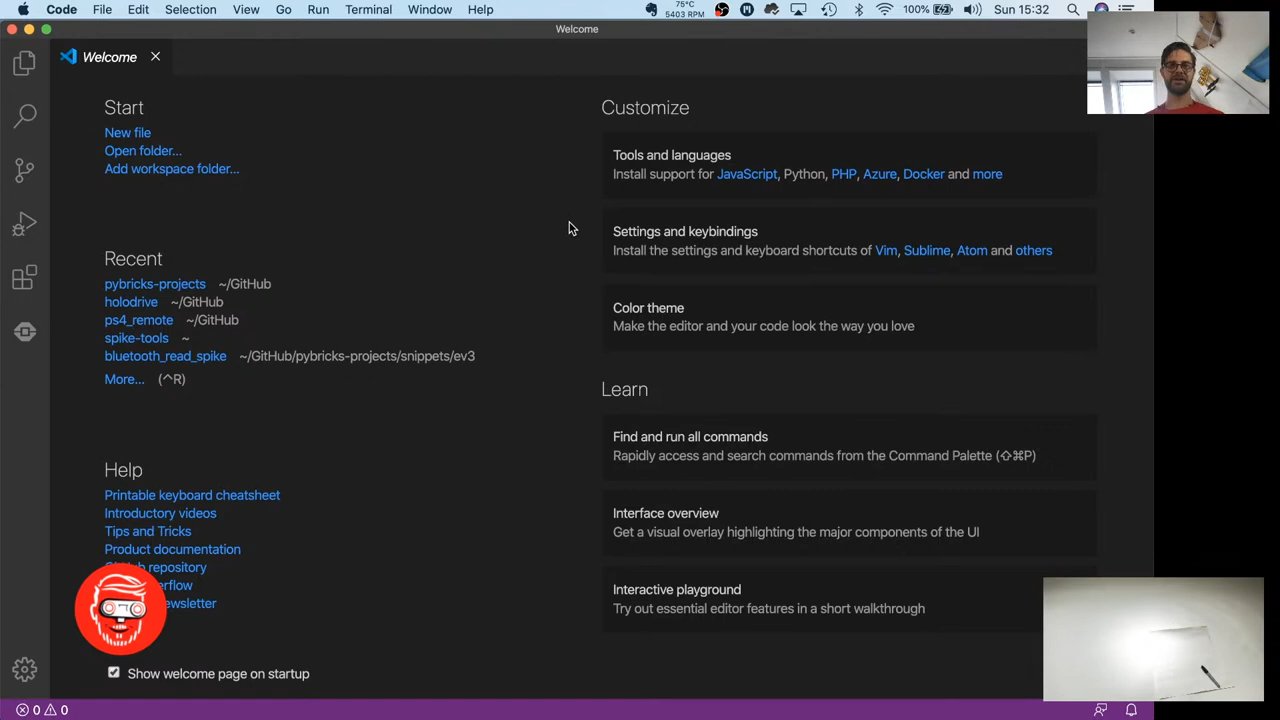 Code File Edit Selection View Go Run Terminal Window Help 75°C 5403 RPM 100% Sun 15:32
Welcome
Welcome
Start
New file
Open folder...
Add workspace folder...
Recent
pybricks-projects ~/GitHub
holodrive ~/GitHub
ps4_remote ~/GitHub
spike-tools ~
bluetooth_read_spike ~/GitHub/pybricks-projects/snippets/ev3
More... (^R)
Help
Printable keyboard cheatsheet
Introductory videos
Tips and Tricks
Product documentation
repository
erflow
ewsletter
Show welcome page on startup
Customize
Tools and languages
Install support for JavaScript, Python, PHP, Azure, Docker and more
Settings and keybindings
Install the settings and keyboard shortcuts of Vim, Sublime, Atom and others
Color theme
Make the editor and your code look the way you love
Learn
Find and run all commands
Rapidly access and search commands from the Command Palette (⇧⌘P)
Interface overview
Get a visual overlay highlighting the major components of the UI
Interactive playground
Try out essential editor features in a short walkthrough
0 0